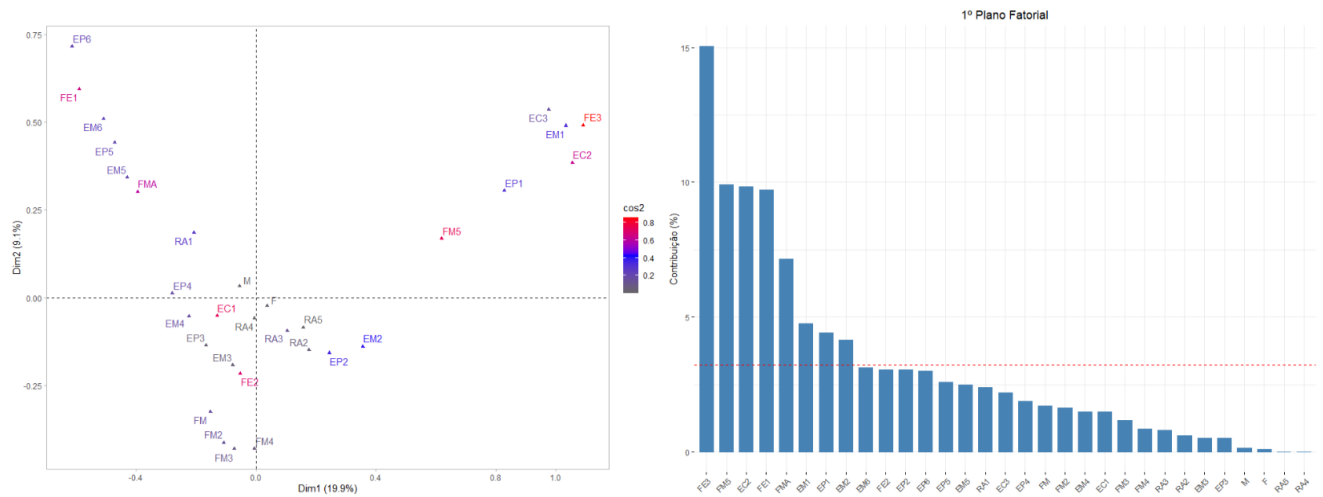 0.75
0.50
0.25
0.00
-0.25
Dim2 (9.1%)
EP6
FE1
EM6
EP5
EM5
FMA
RA1
EC3
FE3
EM1
EC2
EP1
FM5
M
EP4
F
EC1
EM4
RA4
RA5
RA3
EP3
RA2
EM2
EM3
EP2
FE2
FM
FM2
FM4
FM3
-0.4
0.0
0.4
0.8
Dim1 (19.9%)
cos2
0.8
0.6
0.4
0.2
1º Plano Fatorial
15
10
5
0
Contribuição (%)
FE3
FM5
EC2
FE1
FMA
EM1
EP1
EM2
EM6
FE2
EP2
EP6
EP5
EM5
RA1
EC3
EP4
FM
FM2
EM4
EC1
FM3
FM4
RA3
RA2
EM3
EP3
M
F
RA5
RA4